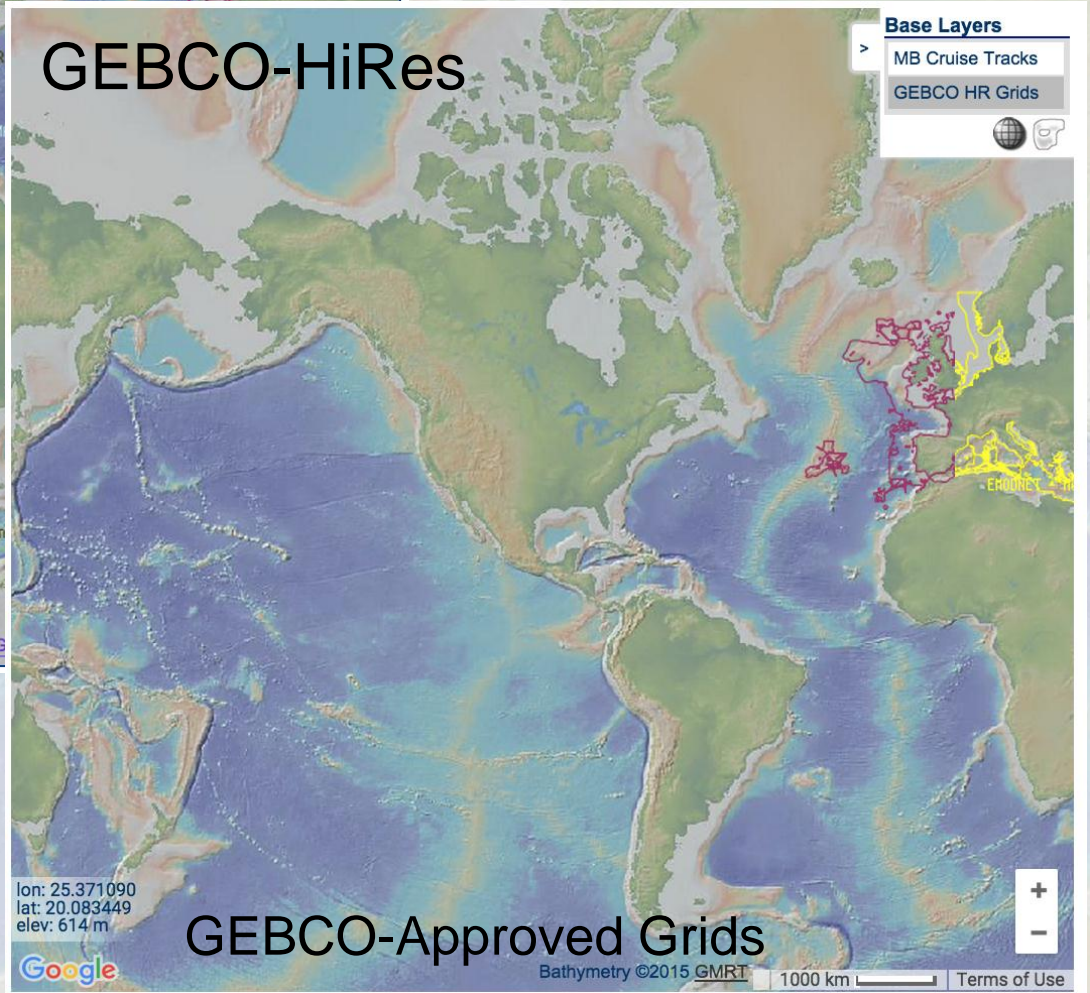 GEBCO-HiRes
Base Layers
>
MB Cruise Tracks
GEBCO HR Grids
EMODNET - M
lon: 25.371090
lat: 20.083449
elev: 614 m
GEBCO-Approved Grids
+
−
Google
Bathymetry ©2015 GMRT
1000 km
Terms of Use